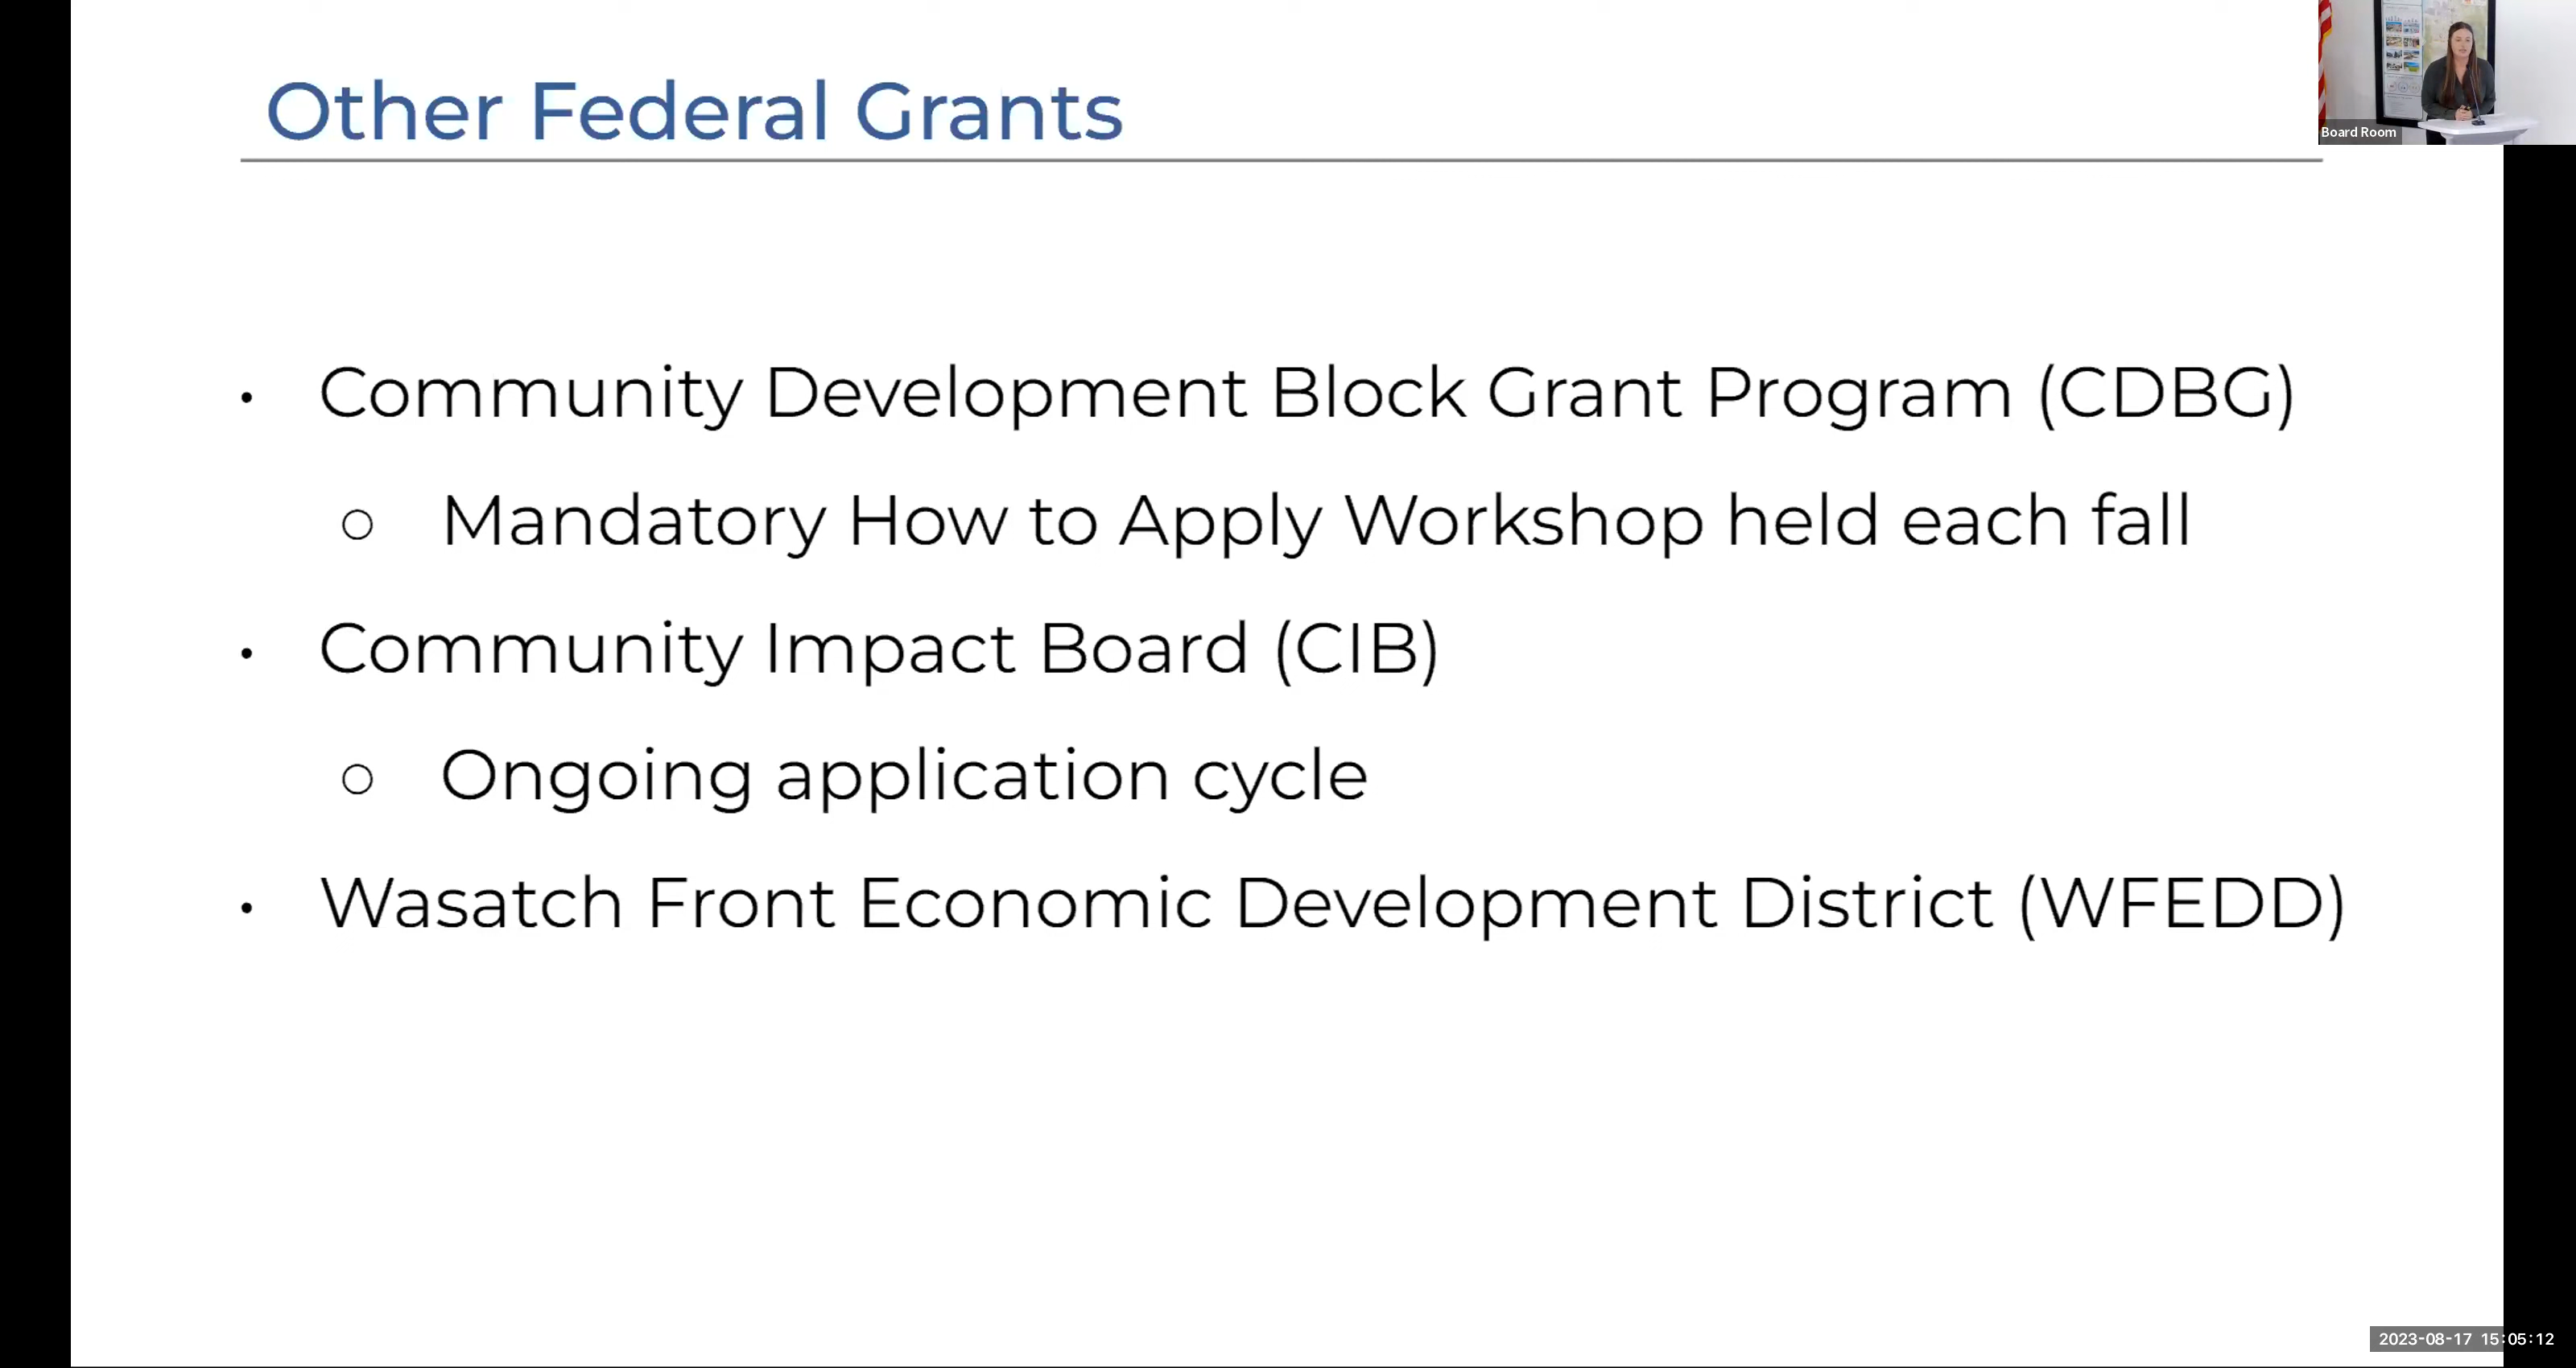 Other Federal Grants
Board Room
• Community Development Block Grant Program (CDBG)
○ Mandatory How to Apply Workshop held each fall
• Community Impact Board (CIB)
○ Ongoing application cycle
• Wasatch Front Economic Development District (WFEDD)
2023-08-17 15:05:12